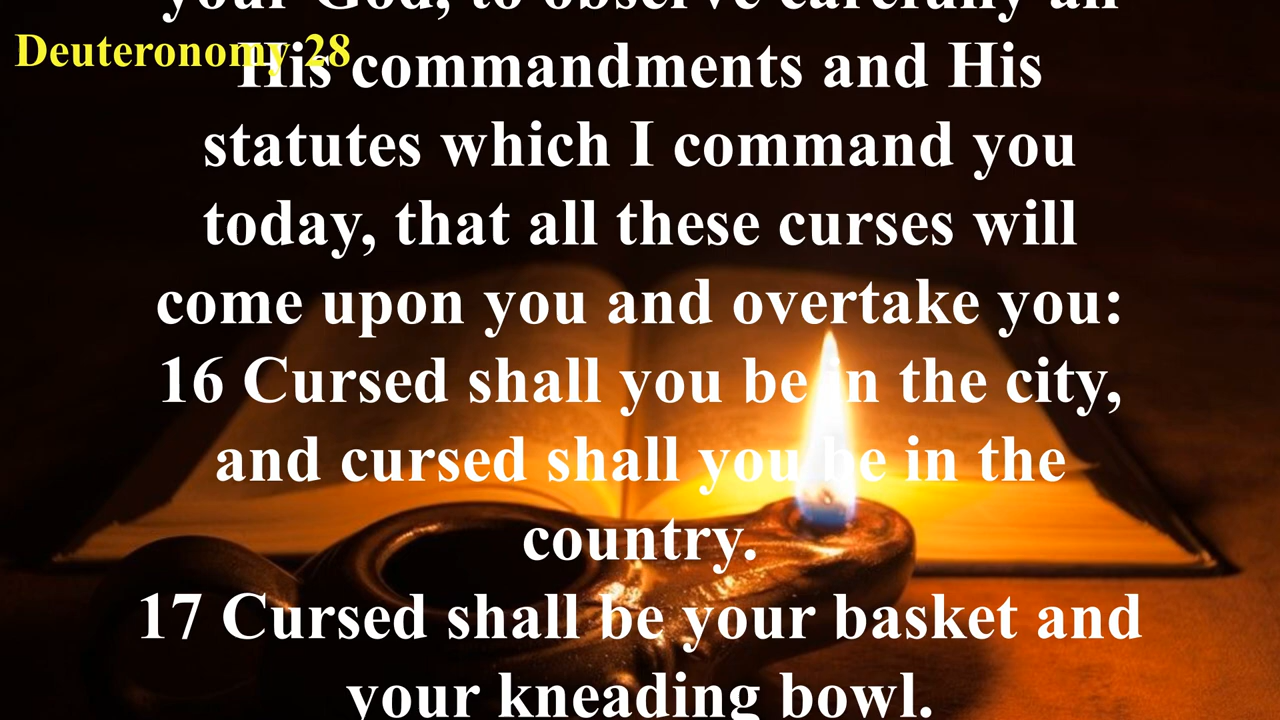 your God, to observe carefully all
Deuteronomy 28
His commandments and His
statutes which I command you
today, that all these curses will
come upon you and overtake you:
16 Cursed shall you be in the city,
and cursed shall you be in the
country.
17 Cursed shall be your basket and
your kneading bowl.